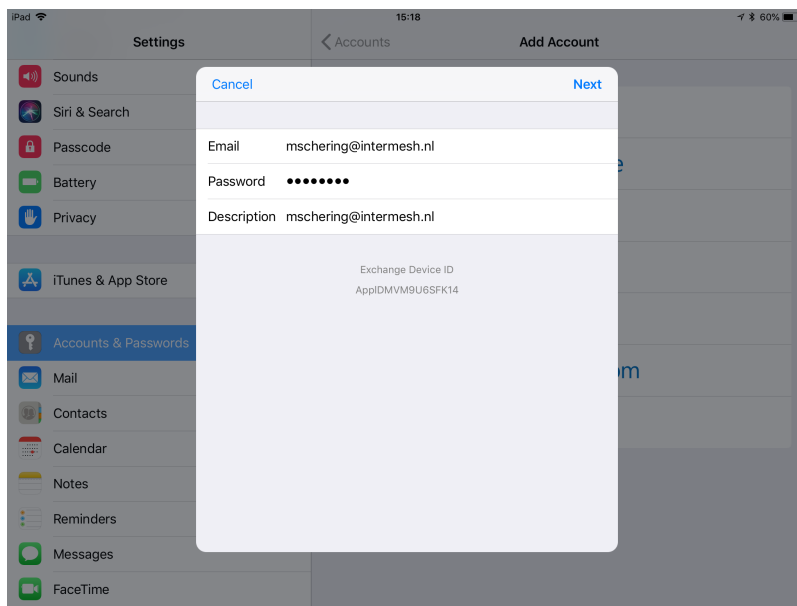 iPad 15:18 60%
Settings
Accounts Add Account
Sounds
Siri & Search
Passcode
Battery
Privacy
iTunes & App Store
Accounts & Passwords
Mail
Contacts
Calendar
Notes
Reminders
Messages
FaceTime
Cancel Next
Email mschering@intermesh.nl
Password ••••••••
Description mschering@intermesh.nl
Exchange Device ID
ApplDMVM9U6SFK14
e
om